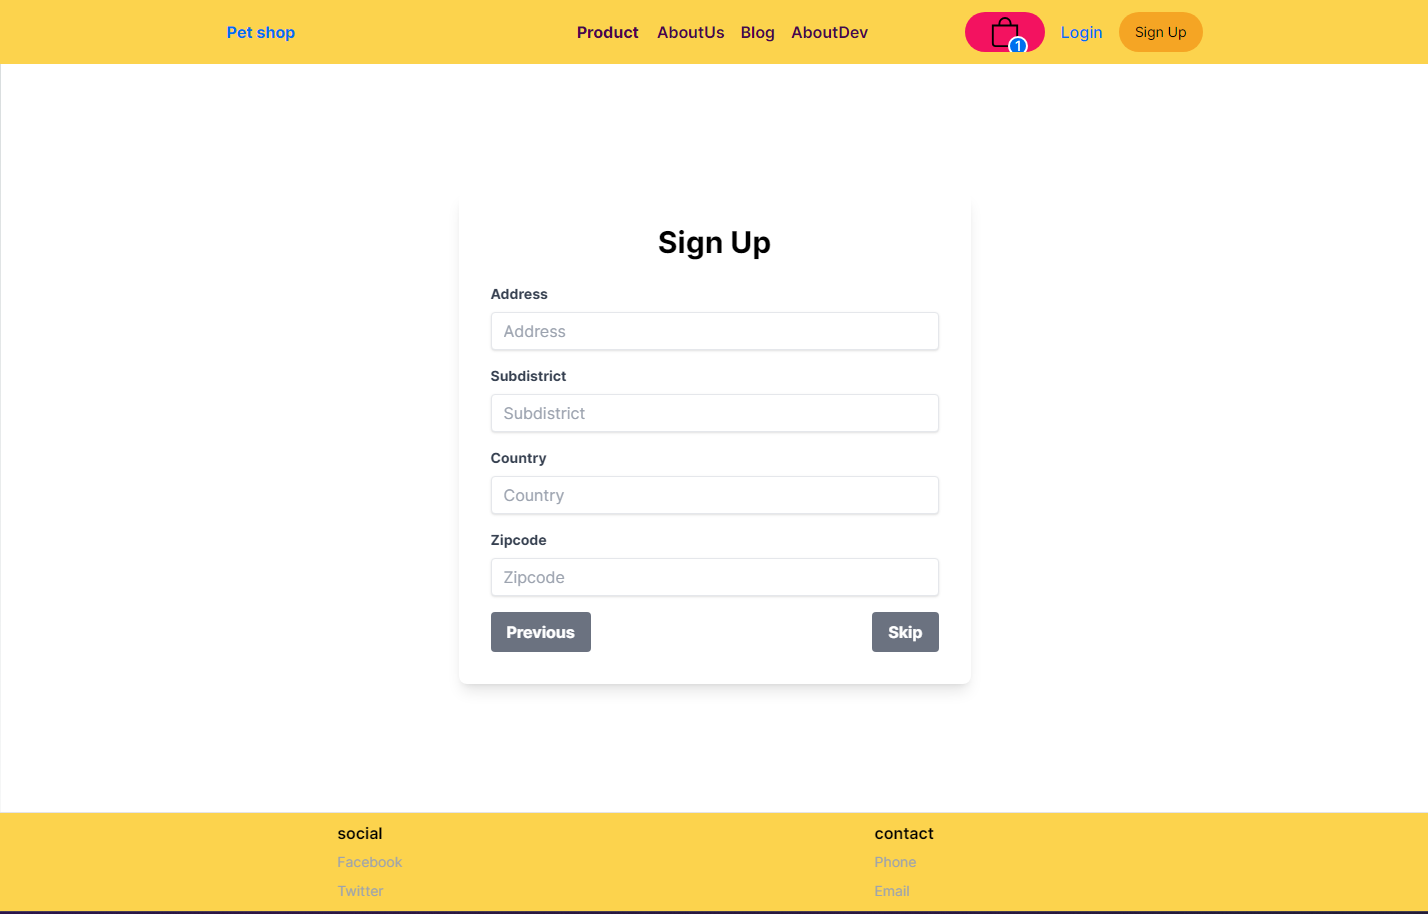 Pet shop Product AboutUs Blog AboutDev 1 Login Sign Up
Sign Up
Address
Address
Subdistrict
Subdistrict
Country
Country
Zipcode
Zipcode
Previous Skip
social contact
Facebook Phone
Twitter Email